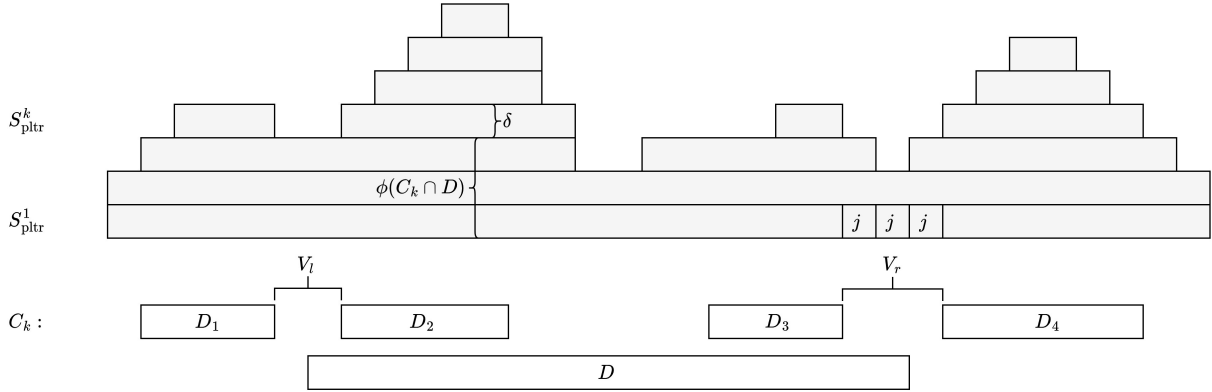 S^k_pltr
δ
ϕ(C_k ∩ D)
S^1_pltr
j j j
V_l V_r
C_k : D_1 D_2 D_3 D_4
D